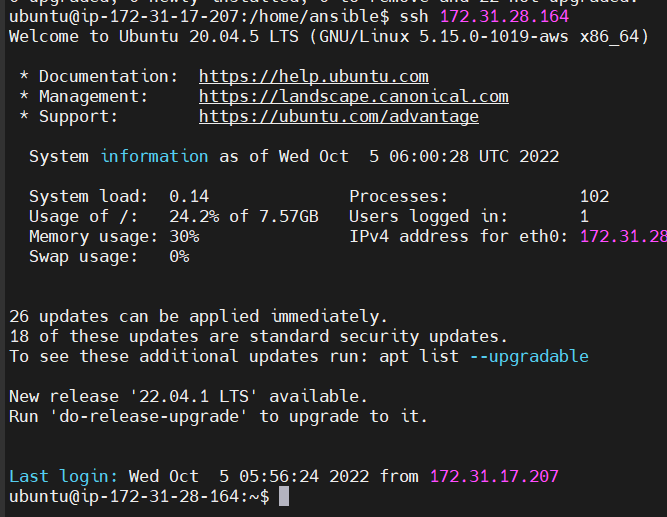 ubuntu@ip-172-31-17-207:/home/ansible$ ssh 172.31.28.164
Welcome to Ubuntu 20.04.5 LTS (GNU/Linux 5.15.0-1019-aws x86_64)
* Documentation: https://help.ubuntu.com
* Management: https://landscape.canonical.com
* Support: https://ubuntu.com/advantage
System information as of Wed Oct 5 06:00:28 UTC 2022
System load: 0.14 Processes: 102
Usage of /: 24.2% of 7.57GB Users logged in: 1
Memory usage: 30% IPv4 address for eth0: 172.31.28
Swap usage: 0%
26 updates can be applied immediately.
18 of these updates are standard security updates.
To see these additional updates run: apt list --upgradable
New release '22.04.1 LTS' available.
Run 'do-release-upgrade' to upgrade to it.
Last login: Wed Oct 5 05:56:24 2022 from 172.31.17.207
ubuntu@ip-172-31-28-164:~$